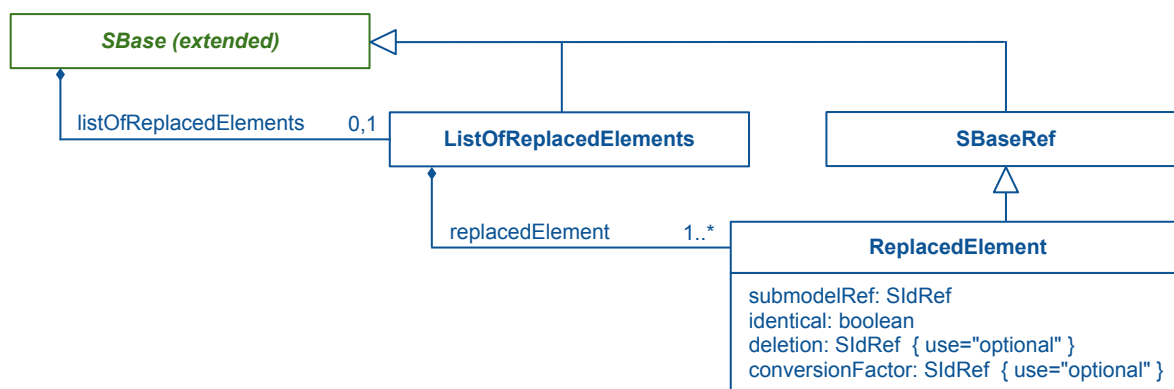 SBase (extended)
listOfReplacedElements 0,1
ListOfReplacedElements
SBaseRef
replacedElement 1..*
ReplacedElement
submodelRef: SIdRef
identical: boolean
deletion: SIdRef { use="optional" }
conversionFactor: SIdRef { use="optional" }